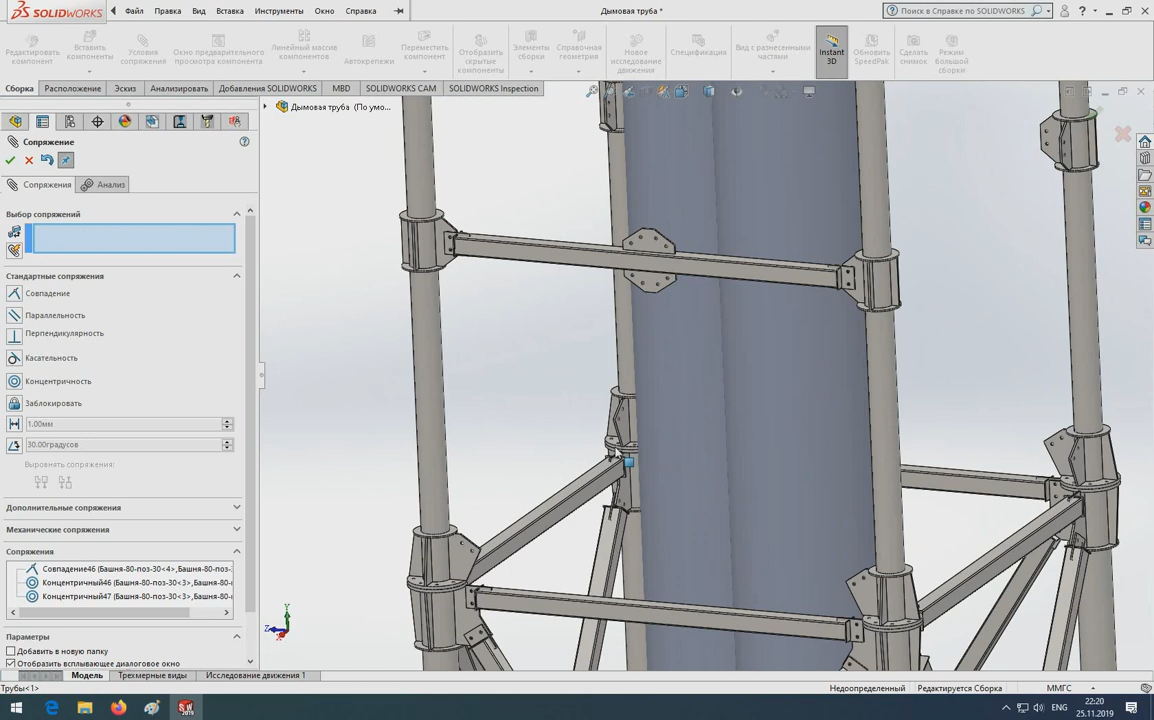 SOLIDWORKS
Файл Правка Вид Вставка Инструменты Окно Справка
Дымовая труба *
Поиск в Справке по SOLIDWORKS
Редактировать компонент
Вставить компоненты
Условия сопряжения
Окно предварительного просмотра компонента
Линейный массив компонентов
Автокрепежи
Переместить компонент
Отобразить скрытые компоненты
Элементы сборки
Справочная геометрия
Новое исследование движения
Спецификация
Вид с разнесенными частями
Instant 3D
Обновить SpeedPak
Сделать снимок
Режим большой сборки
Сборка Расположение Эскиз Анализировать Добавления SOLIDWORKS MBD SOLIDWORKS CAM SOLIDWORKS Inspection
Дымовая труба (По умо...
Сопряжение
Сопряжения Анализ
Выбор сопряжений
Стандартные сопряжения
Совпадение
Параллельность
Перпендикулярность
Касательность
Концентричность
Заблокировать
1.00мм
30.00градусов
Выровнять сопряжения:
Дополнительные сопряжения
Механические сопряжения
Сопряжения
Совпадение46 (Башня-80-поз-30<4>,Башня-80-поз-
Концентричный46 (Башня-80-поз-30<3>,Башня-80-
Концентричный47 (Башня-80-поз-30<3>,Башня-80-
Параметры
Добавить в новую папку
Отобразить всплывающее диалоговое окно
Y
Z
X
Модель Трехмерные виды Исследование движения 1
Трубы<1>
Недоопределенный Редактируется Сборка ММГС
ENG
22:20
25.11.2019